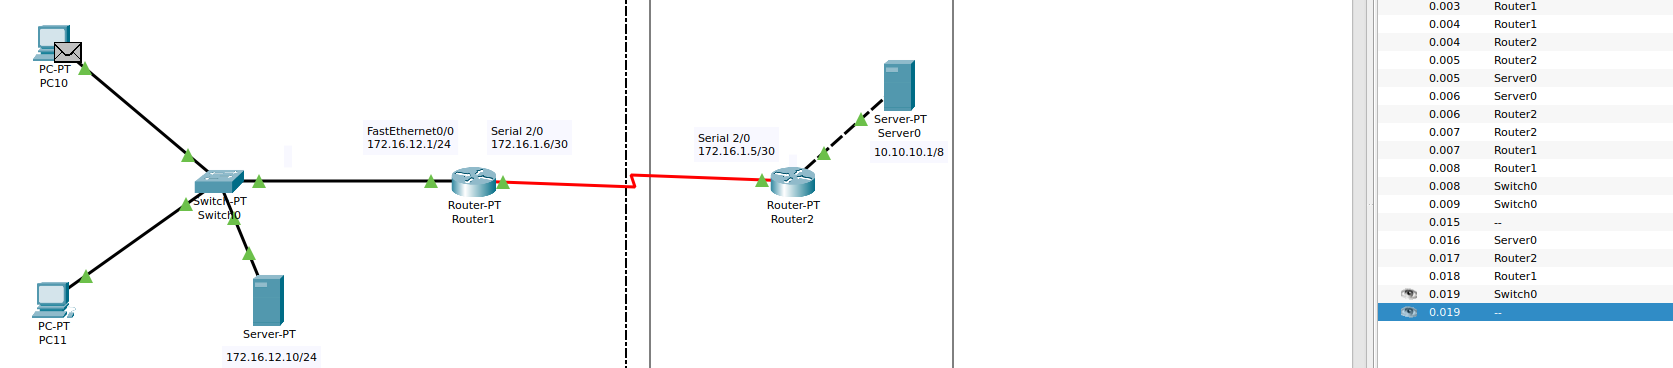 PC-PT
PC10
FastEthernet0/0
172.16.12.1/24
Serial 2/0
172.16.1.6/30
Serial 2/0
172.16.1.5/30
Server-PT
Server0
10.10.10.1/8
Switch-PT
Switch0
Router-PT
Router1
Router-PT
Router2
PC-PT
PC11
Server-PT
172.16.12.10/24
0.003 Router1
0.004 Router1
0.004 Router2
0.005 Router2
0.005 Server0
0.006 Server0
0.006 Router2
0.007 Router2
0.007 Router1
0.008 Router1
0.008 Switch0
0.009 Switch0
0.015 --
0.016 Server0
0.017 Router2
0.018 Router1
0.019 Switch0
0.019 --